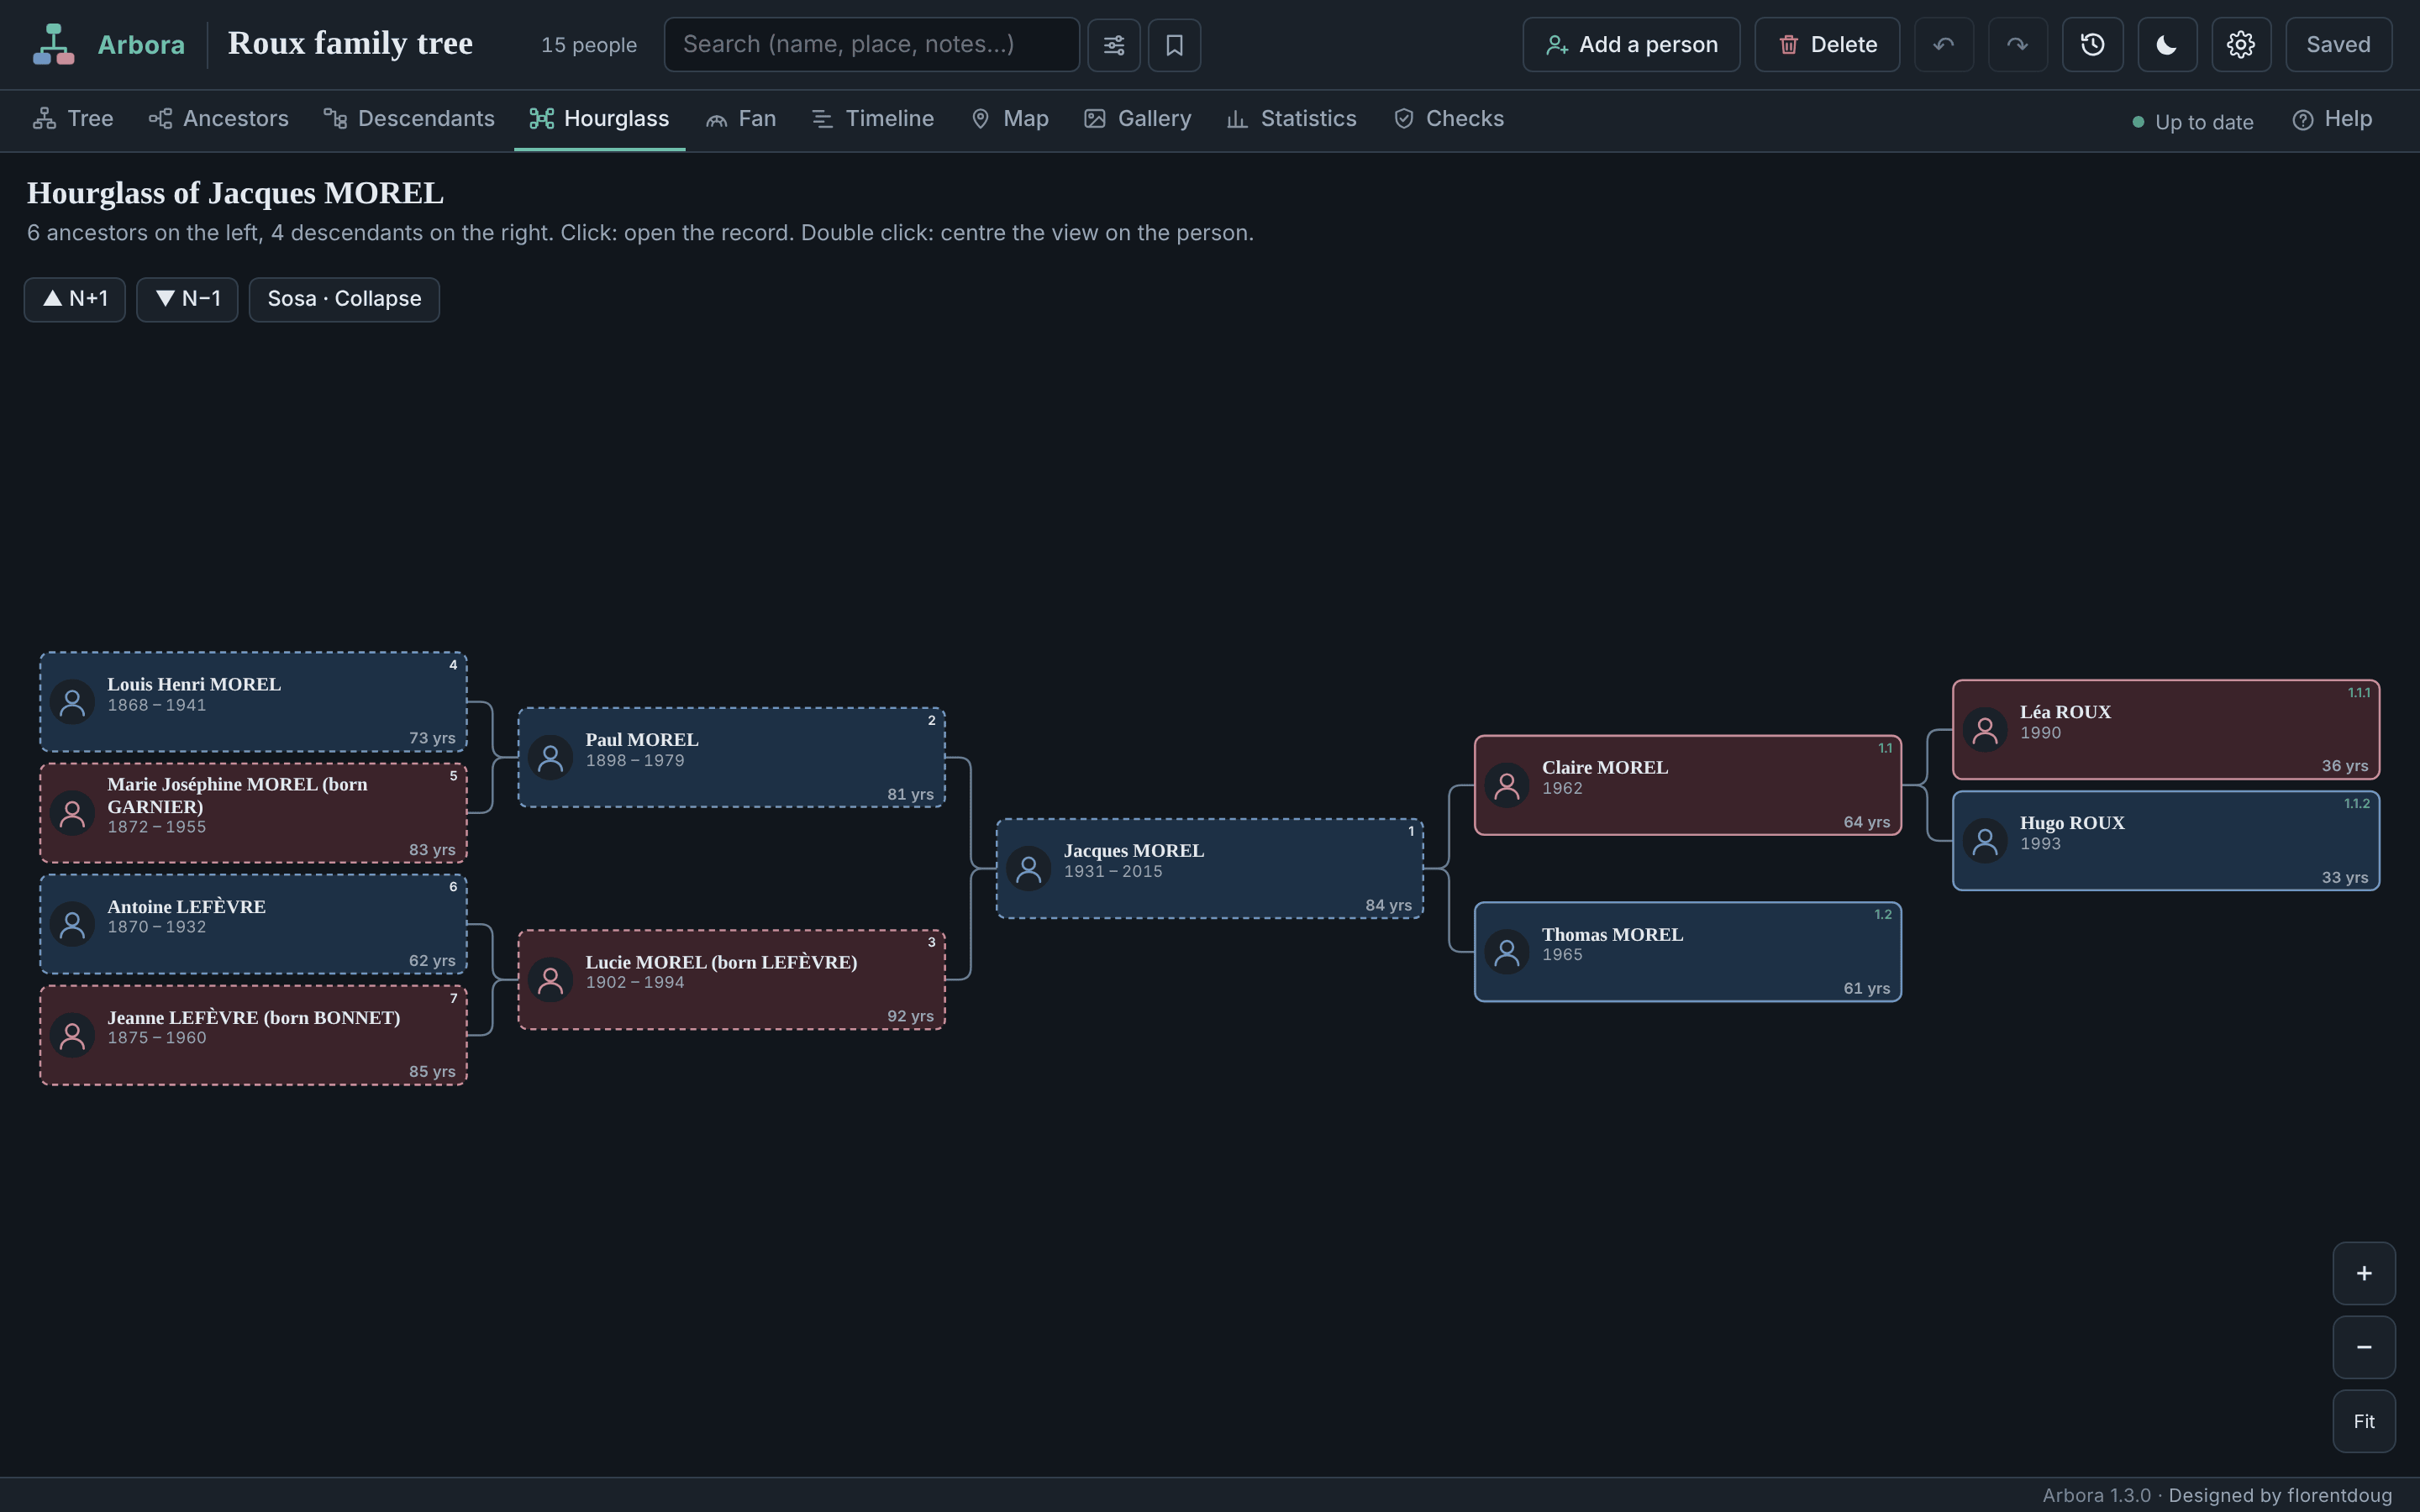 Arbora
Roux family tree
15 people
Search (name, place, notes...)
Add a person
Delete
Saved
Tree
Ancestors
Descendants
Hourglass
Fan
Timeline
Map
Gallery
Statistics
Checks
Up to date
Help
Hourglass of Jacques MOREL
6 ancestors on the left, 4 descendants on the right. Click: open the record. Double click: centre the view on the person.
▲ N+1
▼ N−1
Sosa · Collapse
4
Louis Henri MOREL
1868 – 1941
73 yrs
5
Marie Joséphine MOREL (born
GARNIER)
1872 – 1955
83 yrs
6
Antoine LEFÈVRE
1870 – 1932
62 yrs
7
Jeanne LEFÈVRE (born BONNET)
1875 – 1960
85 yrs
2
Paul MOREL
1898 – 1979
81 yrs
3
Lucie MOREL (born LEFÈVRE)
1902 – 1994
92 yrs
1
Jacques MOREL
1931 – 2015
84 yrs
1.1
Claire MOREL
1962
64 yrs
1.2
Thomas MOREL
1965
61 yrs
1.1.1
Léa ROUX
1990
36 yrs
1.1.2
Hugo ROUX
1993
33 yrs
+
−
Fit
Arbora 1.3.0 · Designed by florentdoug